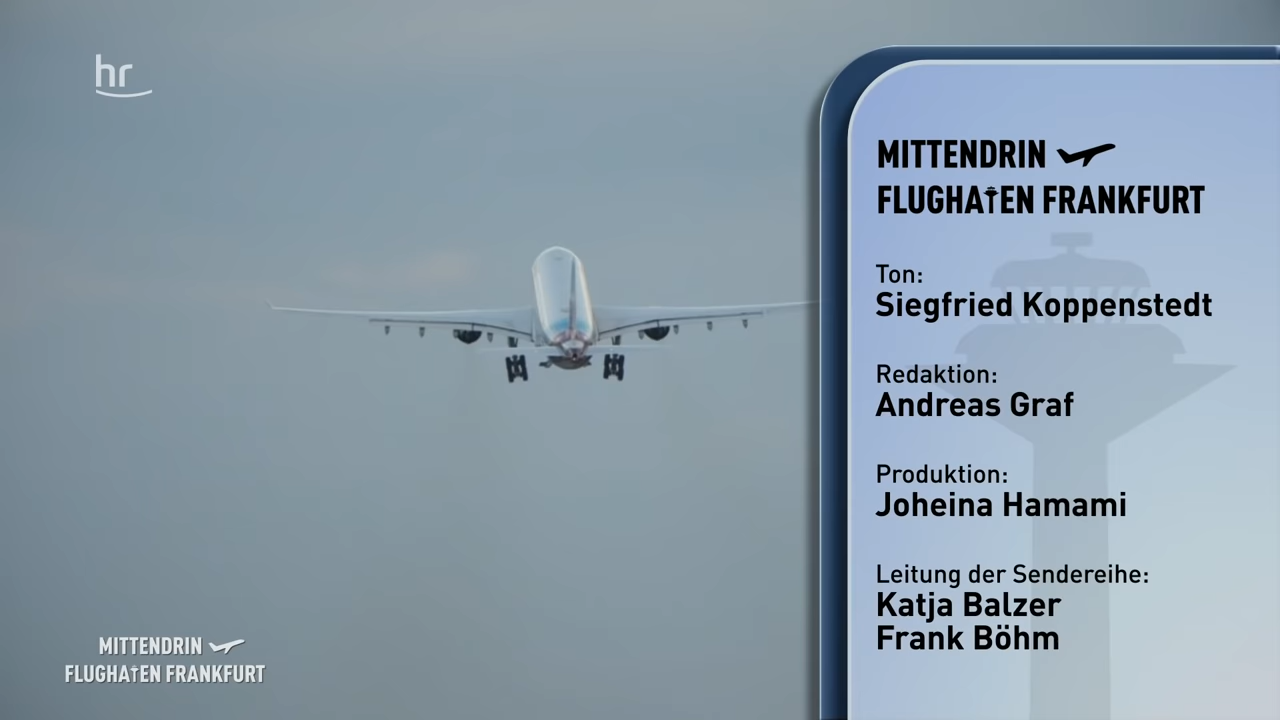 hr
MITTENDRIN
FLUGHAFEN FRANKFURT
Ton:
Siegfried Koppenstedt
Redaktion:
Andreas Graf
Produktion:
Joheina Hamami
Leitung der Sendereihe:
Katja Balzer
Frank Böhm
MITTENDRIN
FLUGHAFEN FRANKFURT